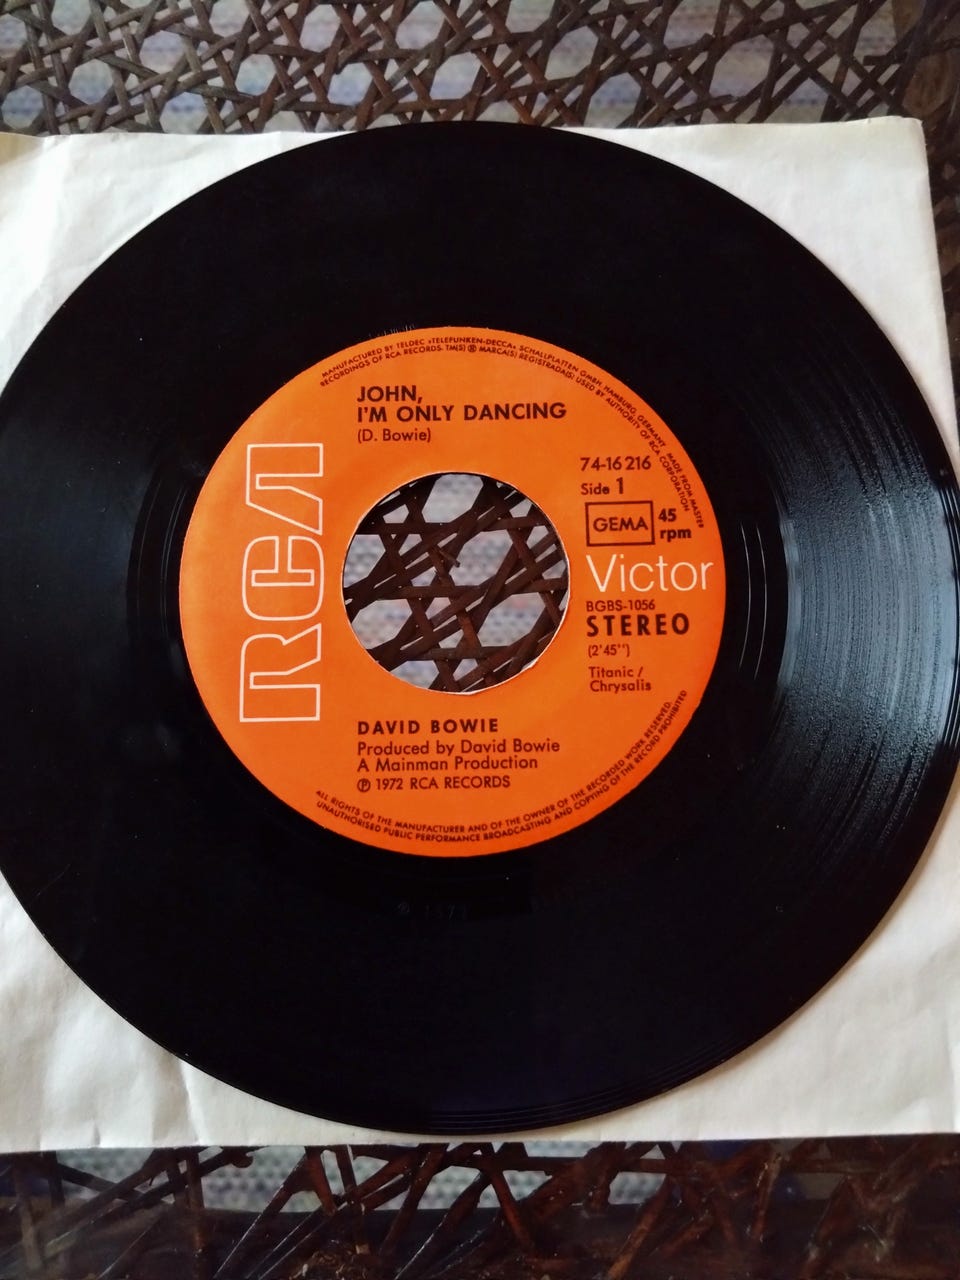 MANUFACTURED BY TELDEC »TELEFUNKEN-DECCA« SCHALLPLATTEN GMBH, HAMBURG, GERMANY MADE FROM MASTER
RECORDINGS OF RCA RECORDS. TM(S) ® MARCA(S) REGISTRADA(S) USED BY AUTHORITY OF RCA CORPORATION
JOHN,
I'M ONLY DANCING
(D. Bowie)
74-16 216
Side 1
GEMA
45
rpm
RCA
Victor
BGBS-1056
STEREO
(2'45'')
Titanic /
Chrysalis
DAVID BOWIE
Produced by David Bowie
A Mainman Production
℗ 1972 RCA RECORDS
ALL RIGHTS OF THE MANUFACTURER AND OF THE OWNER OF THE RECORDED WORK RESERVED.
UNAUTHORISED PUBLIC PERFORMANCE BROADCASTING AND COPYING OF THE RECORD PROHIBITED